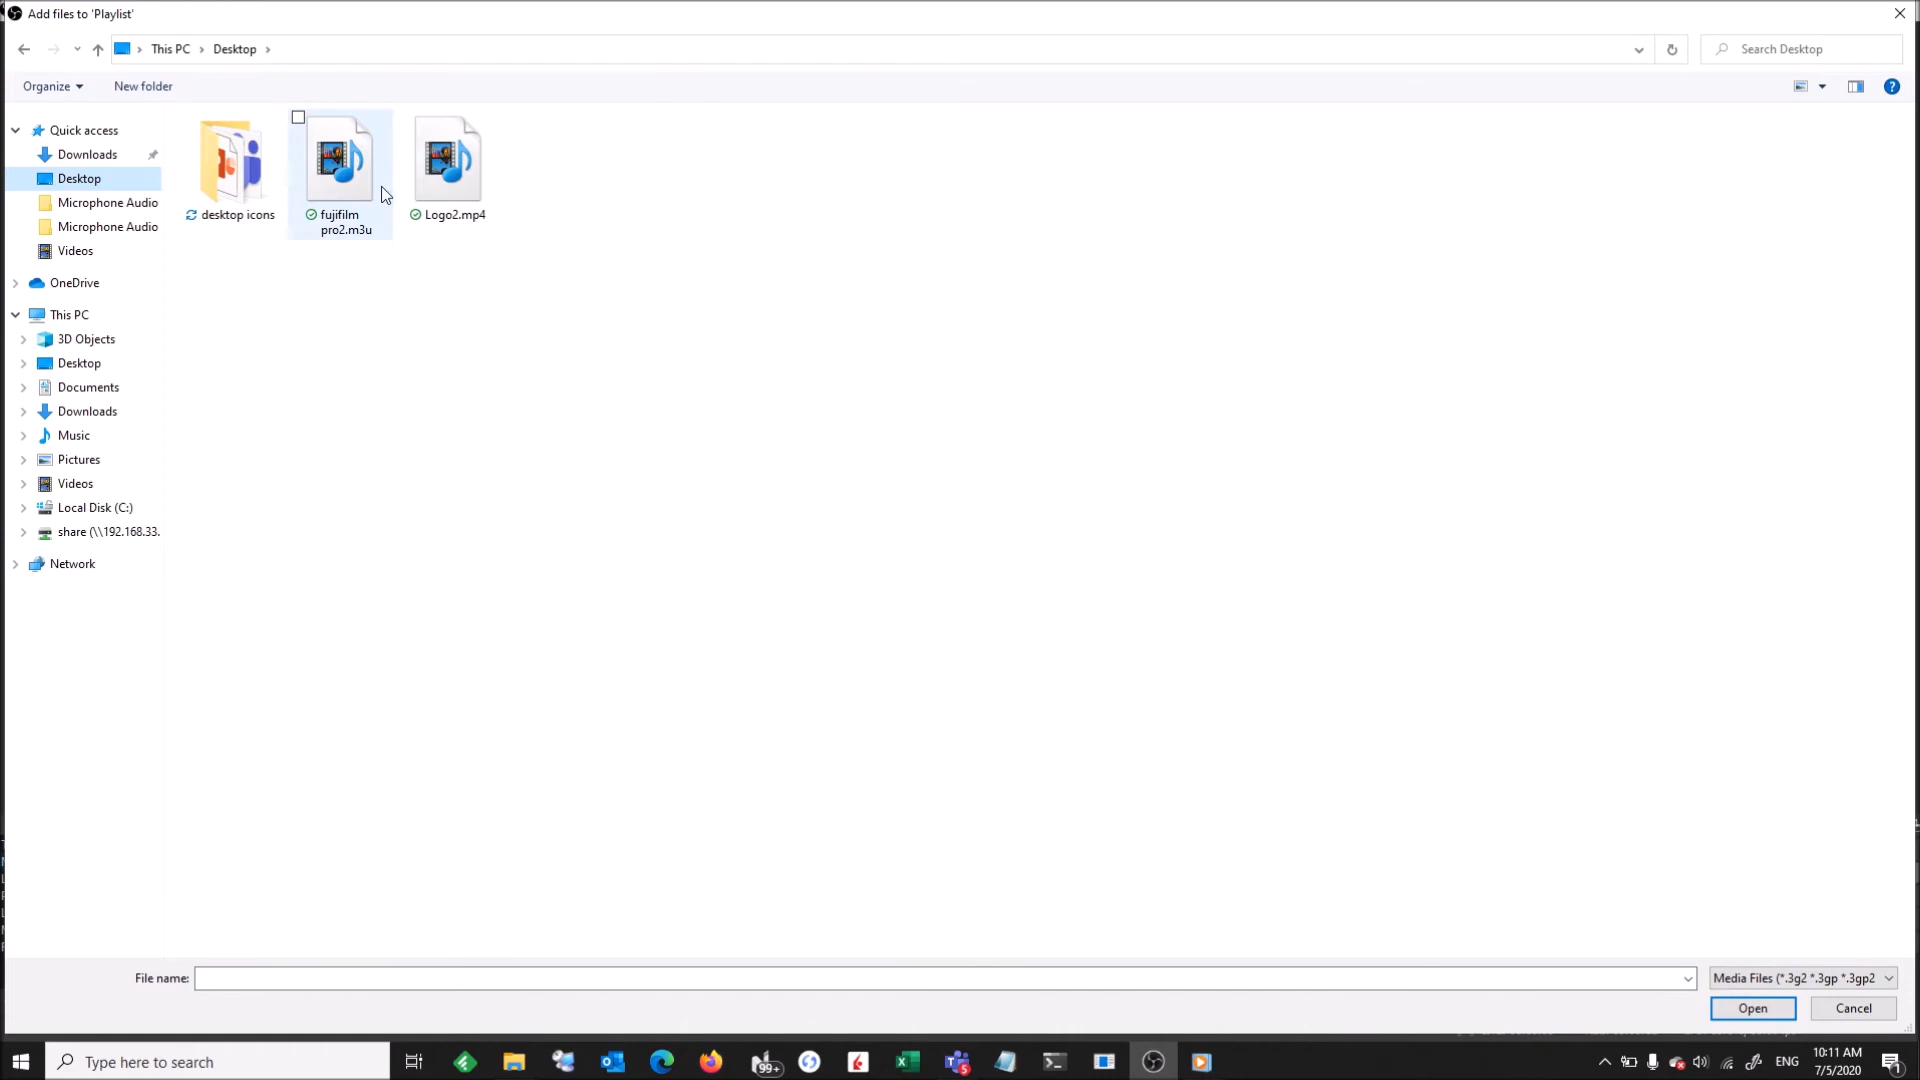 Add files to 'Playlist'
This PC
Desktop
Search Desktop
Organize
New folder
Quick access
Downloads
Desktop
Microphone Audio
Microphone Audio
Videos
OneDrive
This PC
3D Objects
Desktop
Documents
Downloads
Music
Pictures
Videos
Local Disk (C:)
share (\\192.168.33.
Network
desktop icons
fujifilm
pro2.m3u
Logo2.mp4
File name:
Media Files (*.3g2 *.3gp *.3gp2
Open
Cancel
Type here to search
99+
5
ENG
10:11 AM
7/5/2020
1